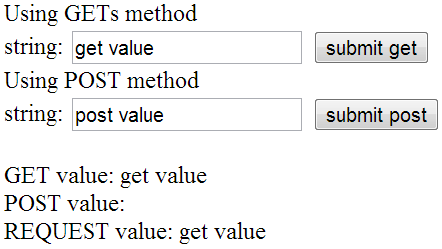 Using GETs method
string: get value submit get
Using POST method
string: post value submit post
GET value: get value
POST value:
REQUEST value: get value